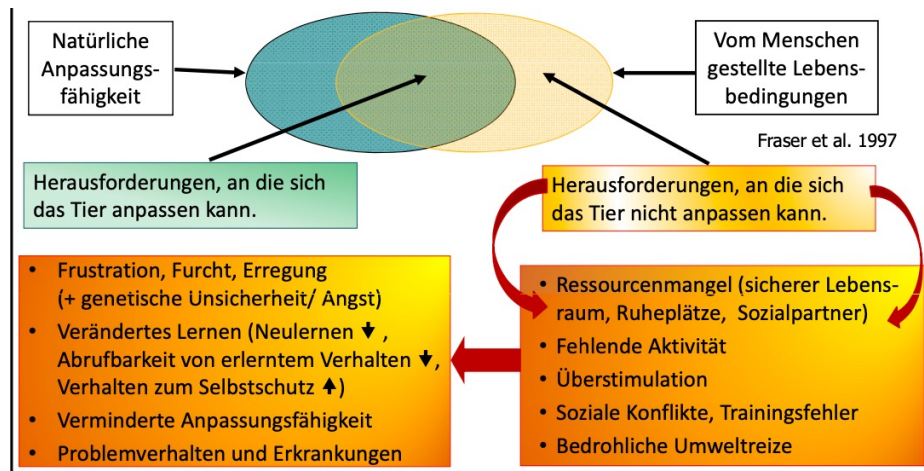 Natürliche
Anpassungs-
fähigkeit
Vom Menschen
gestellte Lebens-
bedingungen
Fraser et al. 1997
Herausforderungen, an die sich
das Tier anpassen kann.
Herausforderungen, an die sich
das Tier nicht anpassen kann.
• Frustration, Furcht, Erregung
(+ genetische Unsicherheit/ Angst)
• Verändertes Lernen (Neulernen 🡇 ,
Abrufbarkeit von erlerntem Verhalten 🡇,
Verhalten zum Selbstschutz 🡅)
• Verminderte Anpassungsfähigkeit
• Problemverhalten und Erkrankungen
• Ressourcenmangel (sicherer Lebens-
raum, Ruheplätze, Sozialpartner)
• Fehlende Aktivität
• Überstimulation
• Soziale Konflikte, Trainingsfehler
• Bedrohliche Umweltreize